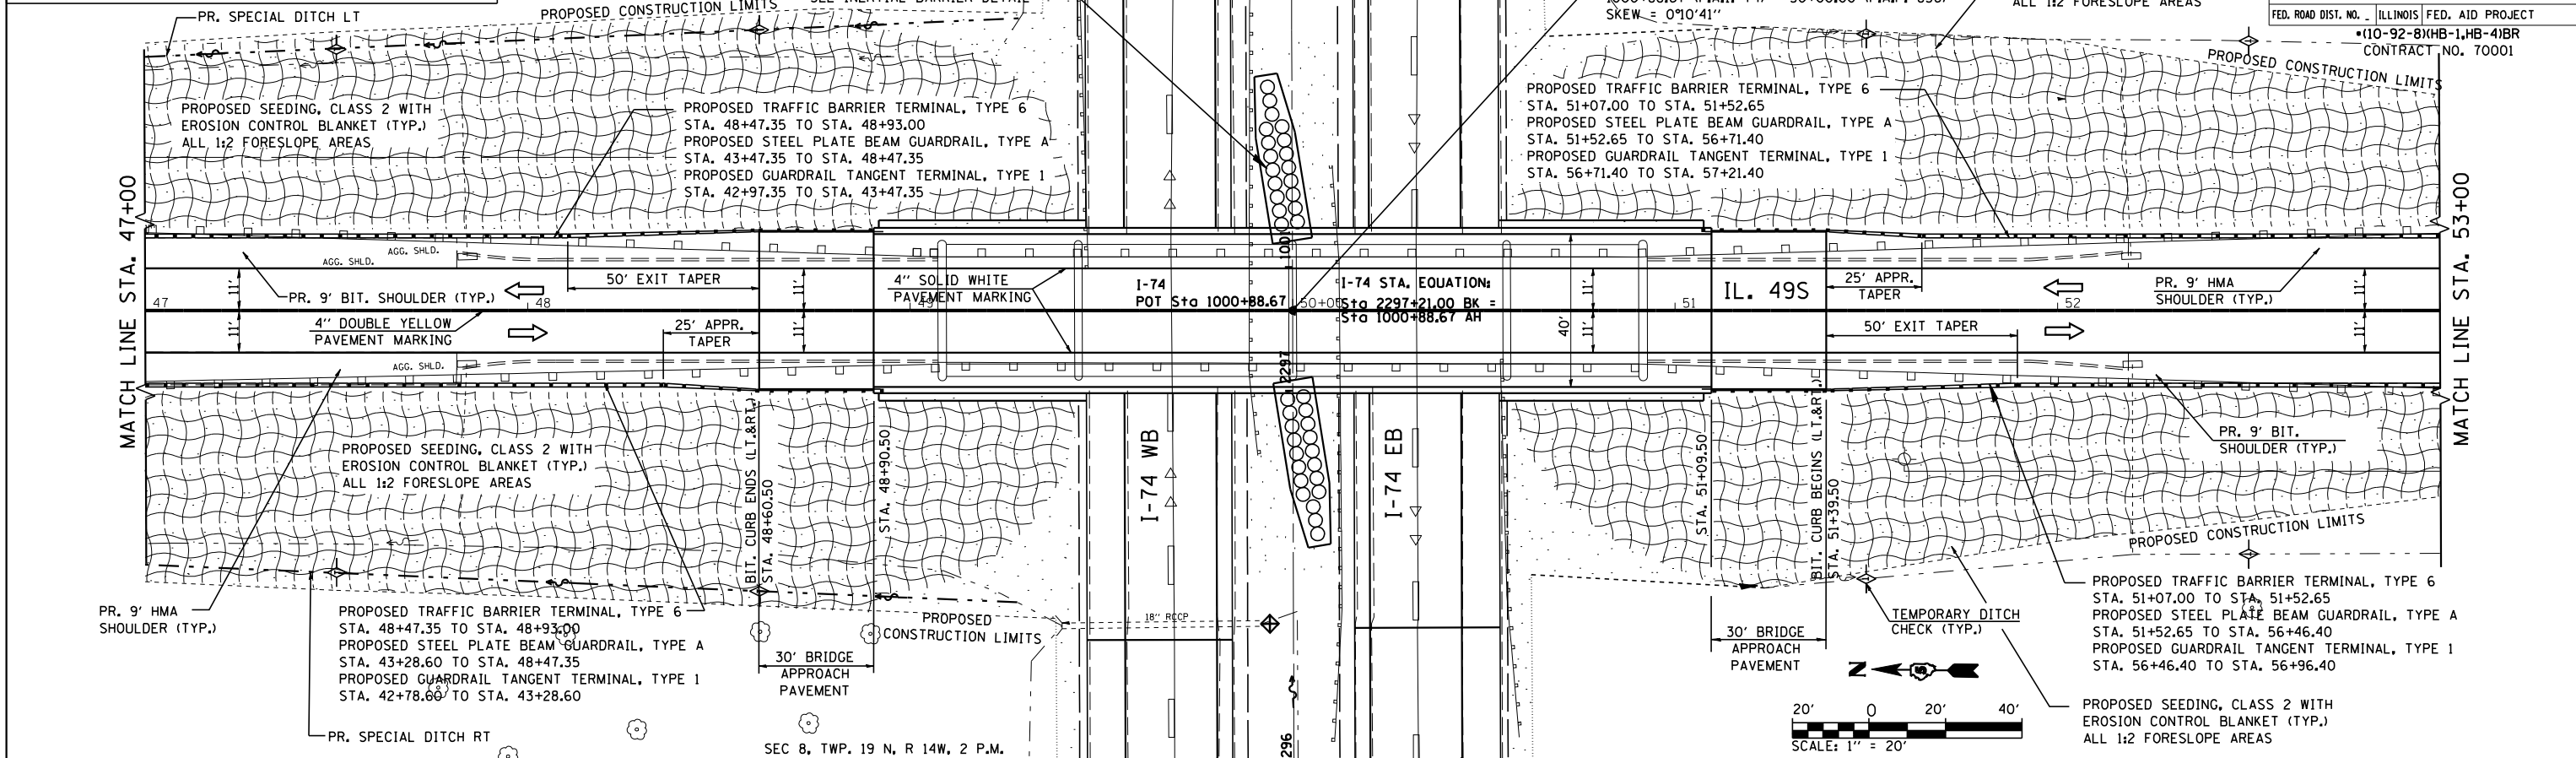 PR. SPECIAL DITCH LT
PROPOSED CONSTRUCTION LIMITS
SEE INERTIAL BARRIER DETAIL
SKEW = 0°10'41"
ALL 1:2 FORESLOPE AREAS
FED. ROAD DIST. NO. _ ILLINOIS FED. AID PROJECT
•(10-92-8)(HB-1,HB-4)BR
CONTRACT NO. 70001
PROPOSED CONSTRUCTION LIMITS
PROPOSED SEEDING, CLASS 2 WITH
EROSION CONTROL BLANKET (TYP.)
ALL 1:2 FORESLOPE AREAS
PROPOSED TRAFFIC BARRIER TERMINAL, TYPE 6
STA. 48+47.35 TO STA. 48+93.00
PROPOSED STEEL PLATE BEAM GUARDRAIL, TYPE A
STA. 43+47.35 TO STA. 48+47.35
PROPOSED GUARDRAIL TANGENT TERMINAL, TYPE 1
STA. 42+97.35 TO STA. 43+47.35
PROPOSED TRAFFIC BARRIER TERMINAL, TYPE 6
STA. 51+07.00 TO STA. 51+52.65
PROPOSED STEEL PLATE BEAM GUARDRAIL, TYPE A
STA. 51+52.65 TO STA. 56+71.40
PROPOSED GUARDRAIL TANGENT TERMINAL, TYPE 1
STA. 56+71.40 TO STA. 57+21.40
MATCH LINE STA. 47+00
MATCH LINE STA. 53+00
AGG. SHLD.
AGG. SHLD.
11'
PR. 9' BIT. SHOULDER (TYP.)
50' EXIT TAPER
11'
4" SOLID WHITE
PAVEMENT MARKING
I-74
POT Sta 1000+88.67
1001
I-74 STA. EQUATION:
Sta 2297+21.00 BK =
Sta 1000+88.67 AH
11'
IL. 49S
25' APPR.
TAPER
PR. 9' HMA
SHOULDER (TYP.)
11'
47
48
49
50+00
51
52
11'
4" DOUBLE YELLOW
PAVEMENT MARKING
25' APPR.
TAPER
11'
40'
11'
50' EXIT TAPER
11'
AGG. SHLD.
2297
PROPOSED SEEDING, CLASS 2 WITH
EROSION CONTROL BLANKET (TYP.)
ALL 1:2 FORESLOPE AREAS
BIT. CURB ENDS (LT.&RT.)
STA. 48+60.50
STA. 48+90.50
I-74 WB
I-74 EB
STA. 51+09.50
BIT. CURB BEGINS (LT.&RT.)
STA. 51+39.50
PR. 9' BIT.
SHOULDER (TYP.)
PROPOSED CONSTRUCTION LIMITS
PR. 9' HMA
SHOULDER (TYP.)
PROPOSED TRAFFIC BARRIER TERMINAL, TYPE 6
STA. 48+47.35 TO STA. 48+93.00
PROPOSED STEEL PLATE BEAM GUARDRAIL, TYPE A
STA. 43+28.60 TO STA. 48+47.35
PROPOSED GUARDRAIL TANGENT TERMINAL, TYPE 1
STA. 42+78.60 TO STA. 43+28.60
30' BRIDGE
APPROACH
PAVEMENT
PROPOSED
CONSTRUCTION LIMITS
18" RCCP
30' BRIDGE
APPROACH
PAVEMENT
TEMPORARY DITCH
CHECK (TYP.)
PROPOSED TRAFFIC BARRIER TERMINAL, TYPE 6
STA. 51+07.00 TO STA. 51+52.65
PROPOSED STEEL PLATE BEAM GUARDRAIL, TYPE A
STA. 51+52.65 TO STA. 56+46.40
PROPOSED GUARDRAIL TANGENT TERMINAL, TYPE 1
STA. 56+46.40 TO STA. 56+96.40
N
PR. SPECIAL DITCH RT
SEC 8, TWP. 19 N, R 14W, 2 P.M.
2296
20' 0 20' 40'
SCALE: 1" = 20'
PROPOSED SEEDING, CLASS 2 WITH
EROSION CONTROL BLANKET (TYP.)
ALL 1:2 FORESLOPE AREAS